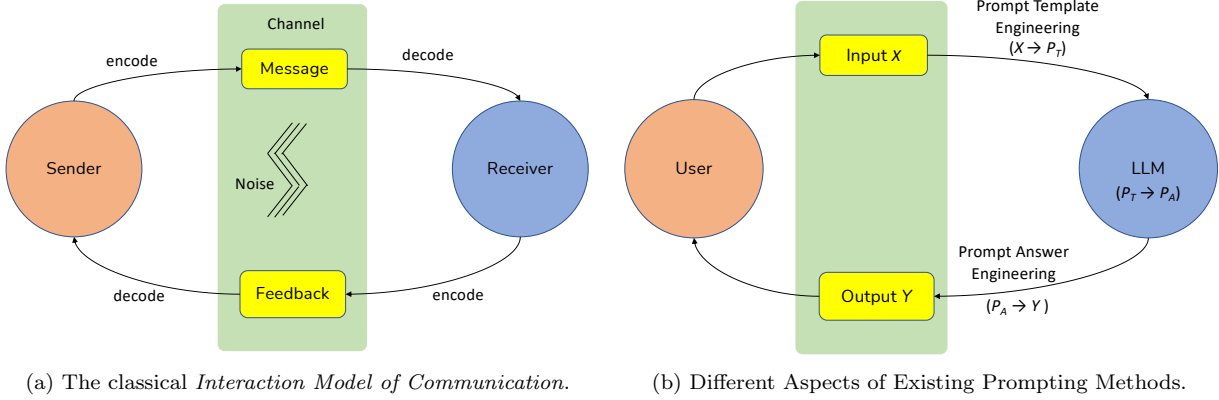 Channel
encode
Message
decode
Sender
Noise
Receiver
decode
Feedback
encode
(a) The classical Interaction Model of Communication.
Prompt Template
Engineering
(X → P_T)
Input X
User
LLM
(P_T → P_A)
Prompt Answer
Engineering
(P_A → Y )
Output Y
(b) Different Aspects of Existing Prompting Methods.